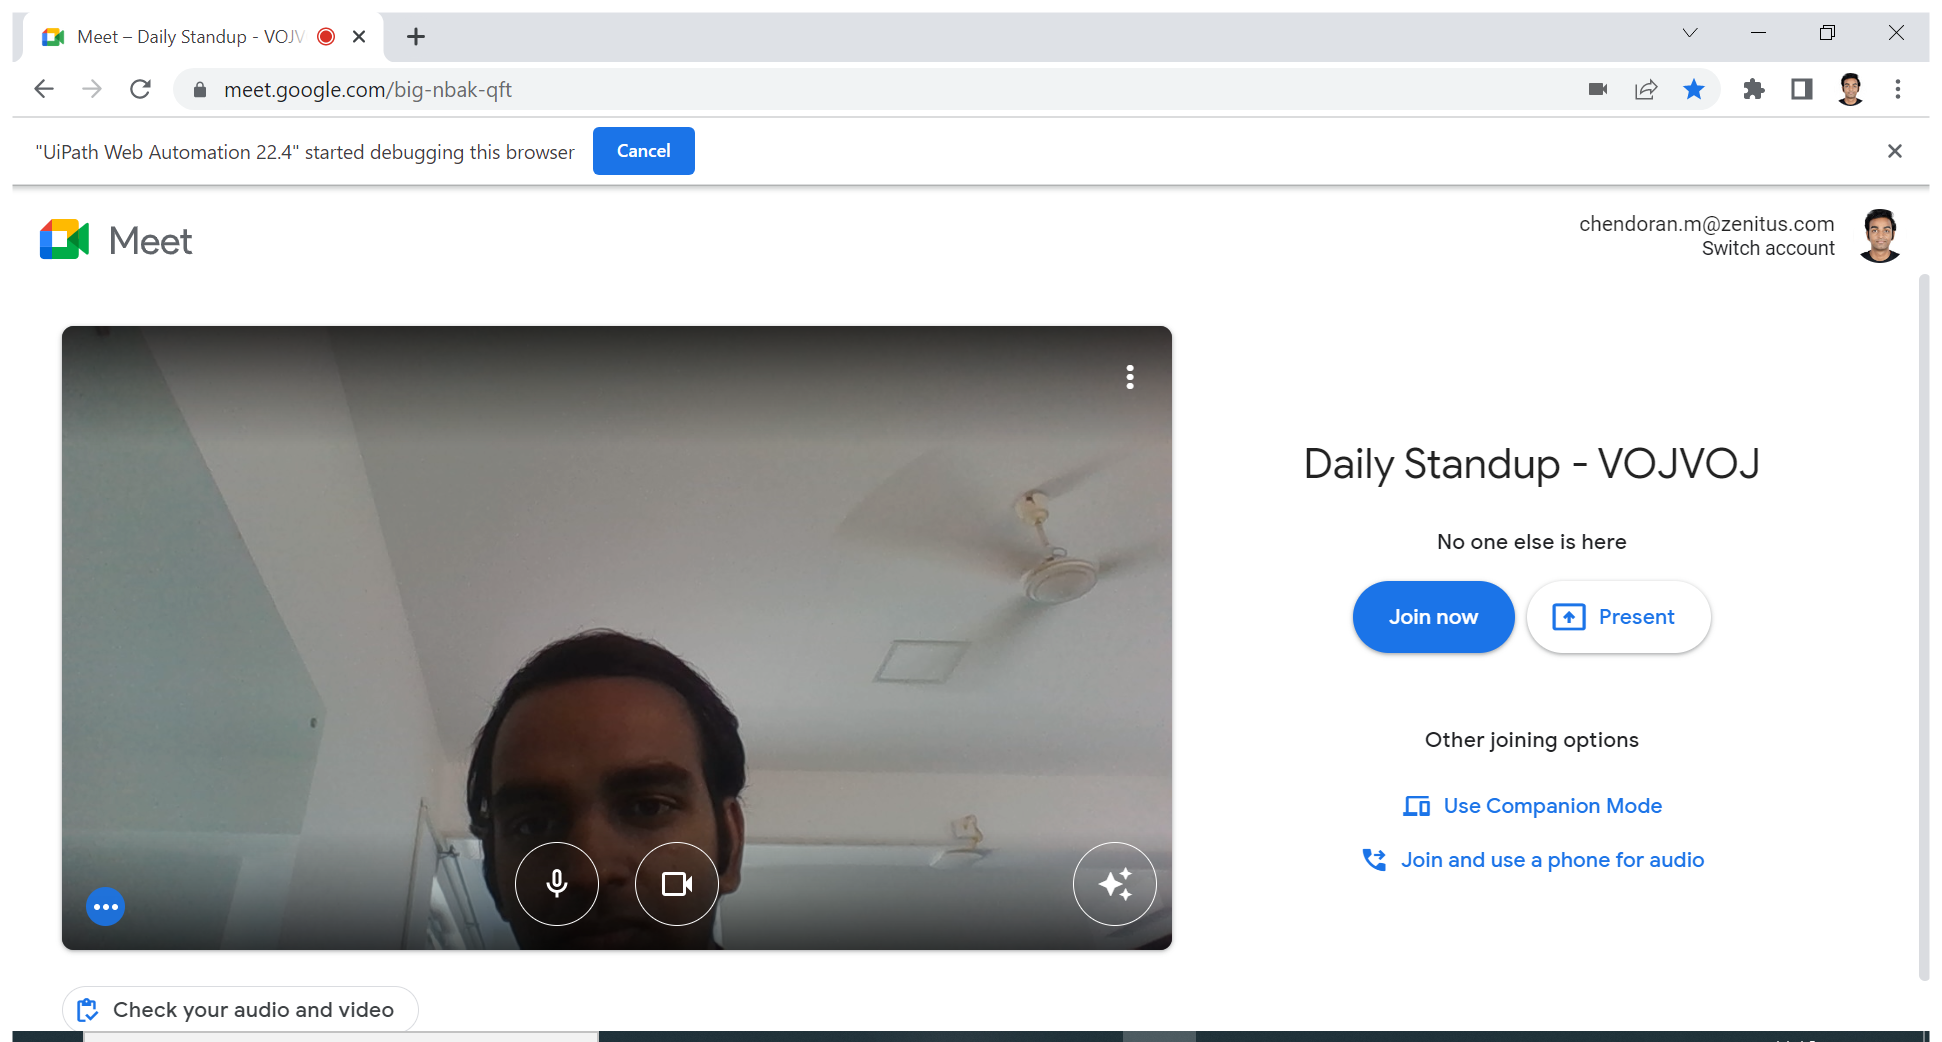 Meet – Daily Standup - VOJV
meet.google.com/big-nbak-qft
"UiPath Web Automation 22.4" started debugging this browser
Cancel
Meet
chendoran.m@zenitus.com
Switch account
Daily Standup - VOJVOJ
No one else is here
Join now
Present
Other joining options
Use Companion Mode
Join and use a phone for audio
Check your audio and video